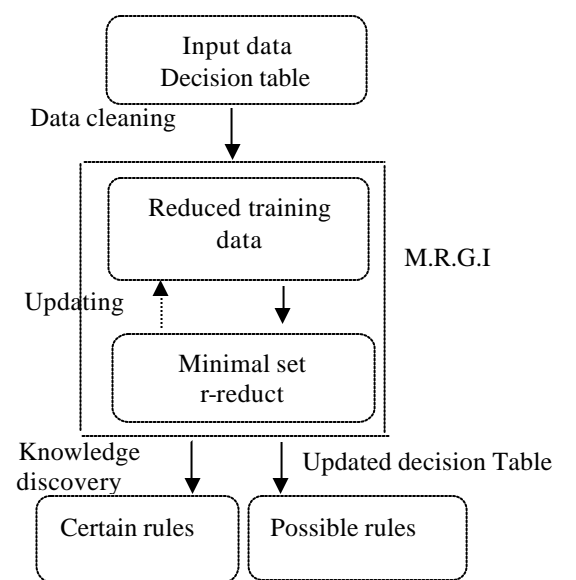 Input data
Decision table
Data cleaning
Reduced training
data
M.R.G.I
Updating
Minimal set
r-reduct
Knowledge
discovery
Updated decision Table
Certain rules
Possible rules